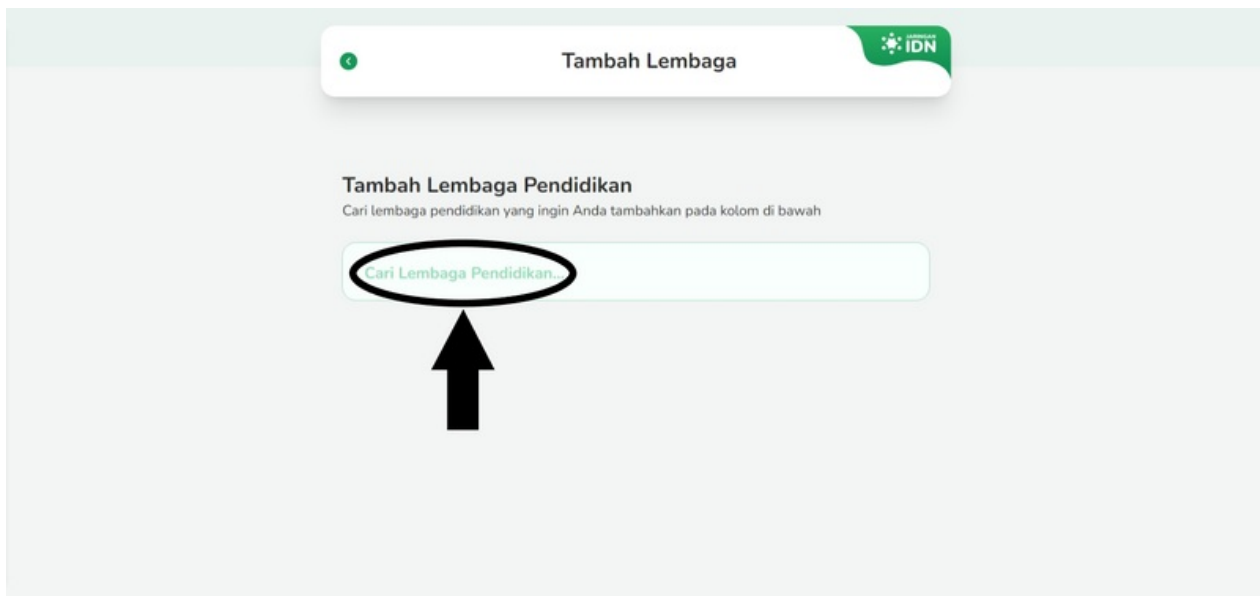 Tambah Lembaga
JARINGAN
IDN
Tambah Lembaga Pendidikan
Cari lembaga pendidikan yang ingin Anda tambahkan pada kolom di bawah
Cari Lembaga Pendidikan...